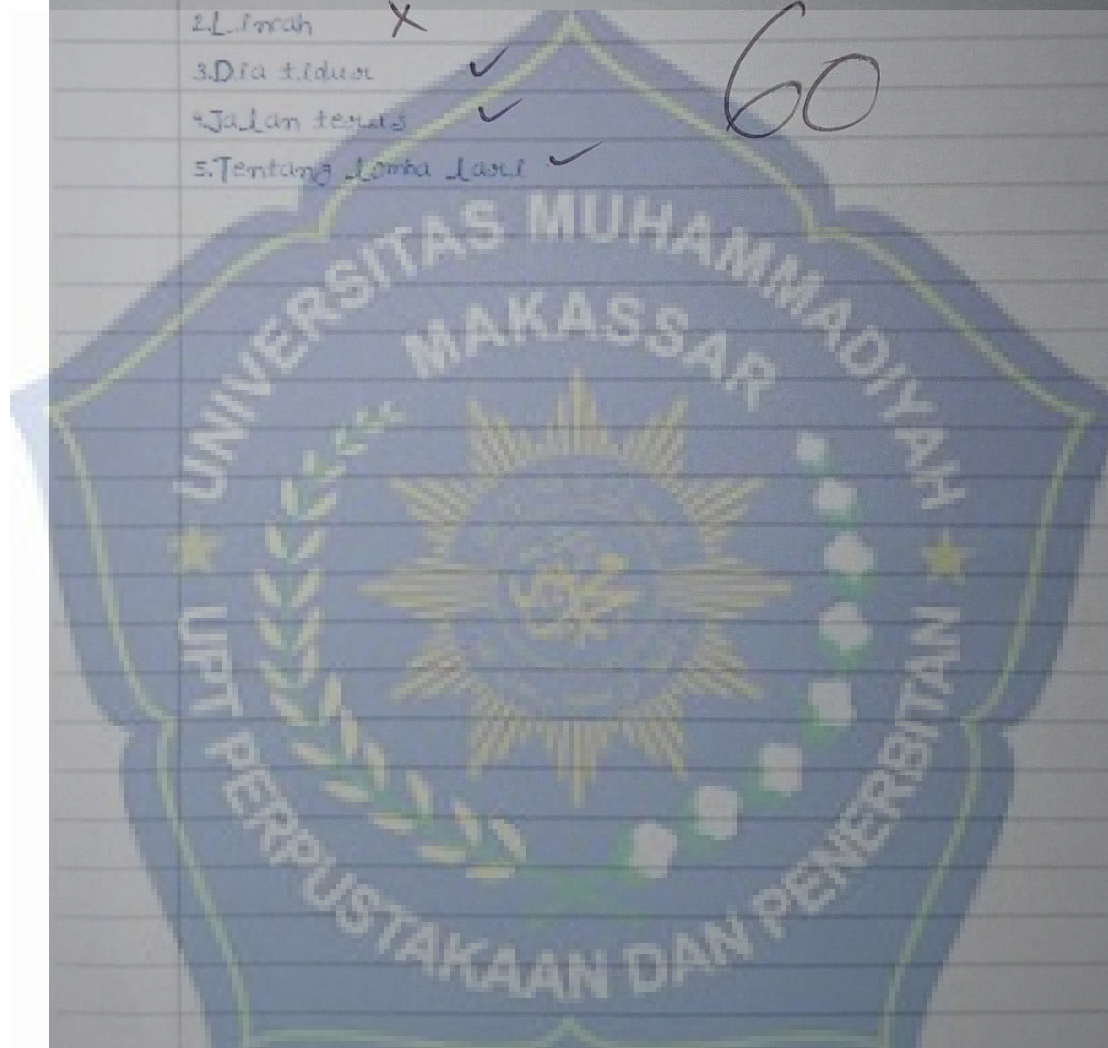 2. Lincah X
3. Dia tidur ✓
4. Jalan terus ✓
5. Tentang lomba lari ✓
60
UNIVERSITAS MUHAMMADIYAH
MAKASSAR
UPT PERPUSTAKAAN DAN PENERBITAN